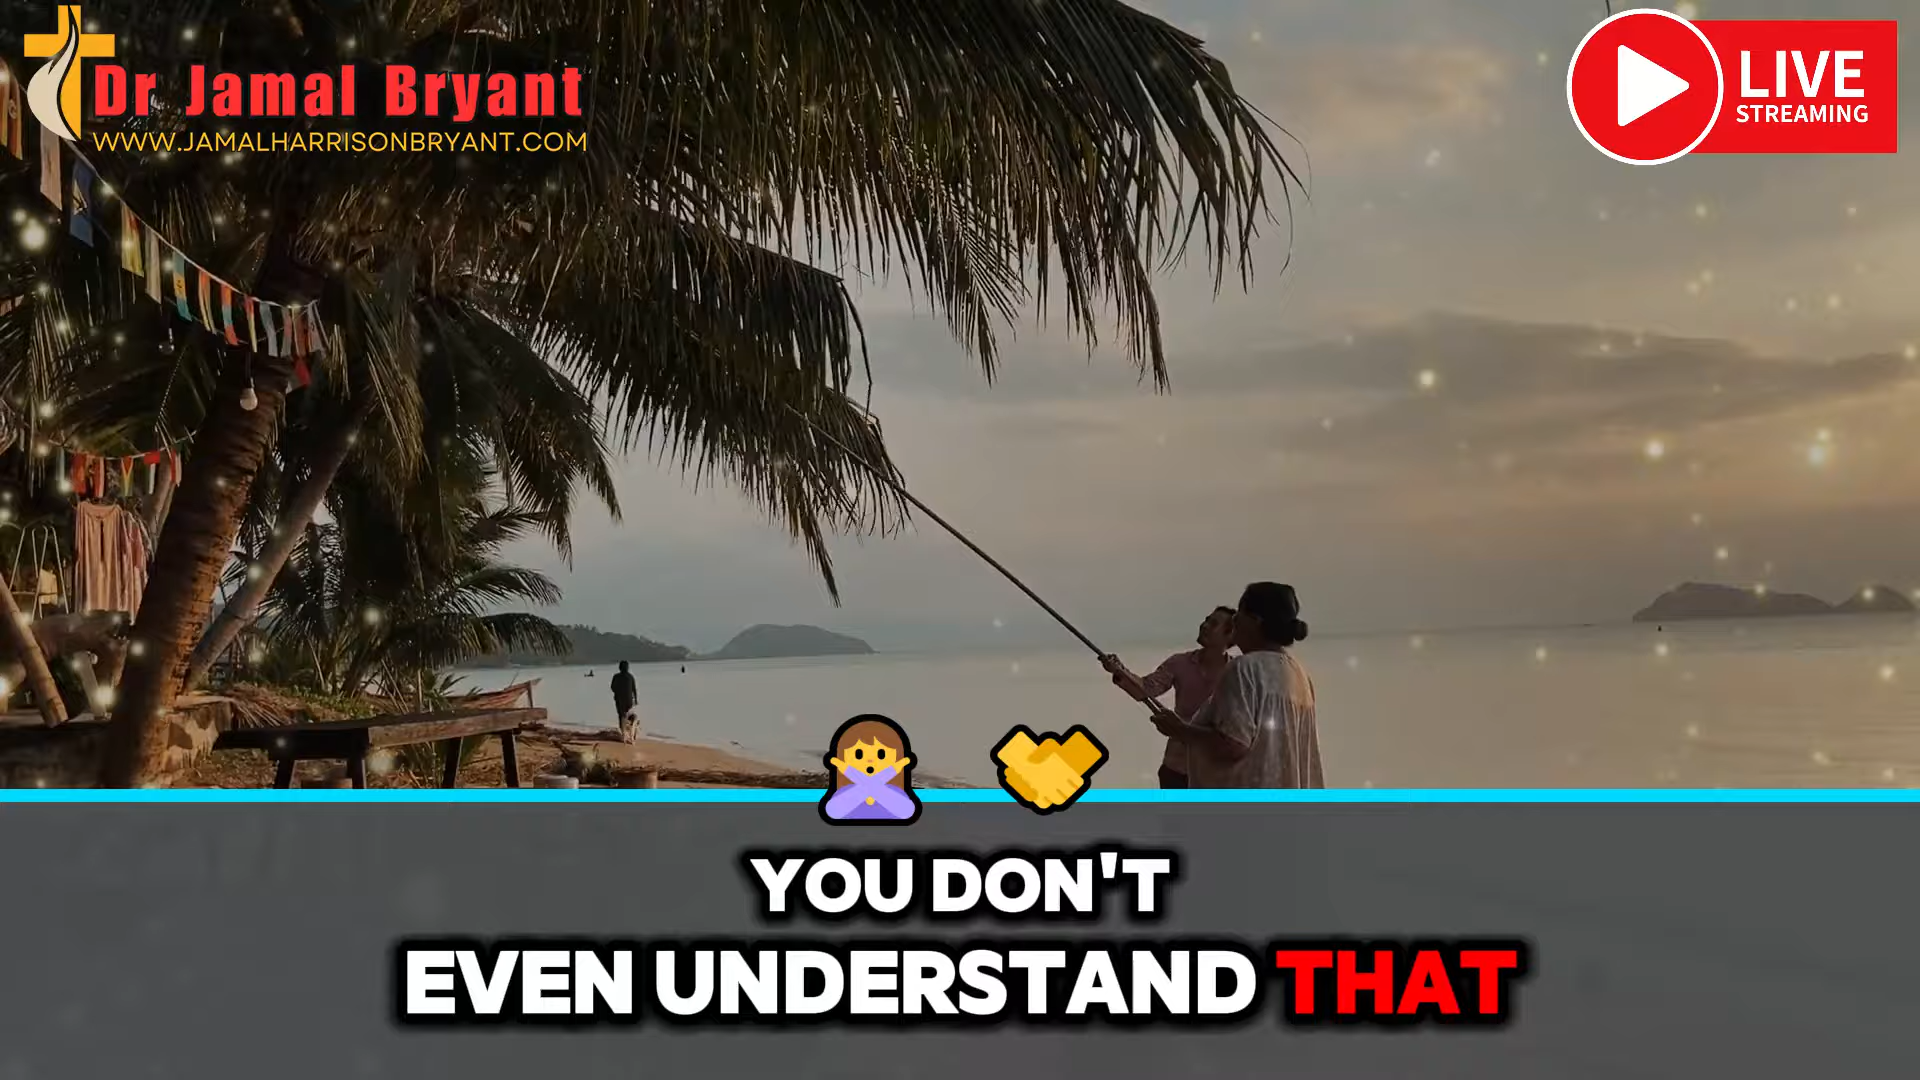 Dr Jamal Bryant
WWW.JAMALHARRISONBRYANT.COM
LIVE
STREAMING
YOU DON'T
EVEN UNDERSTAND THAT